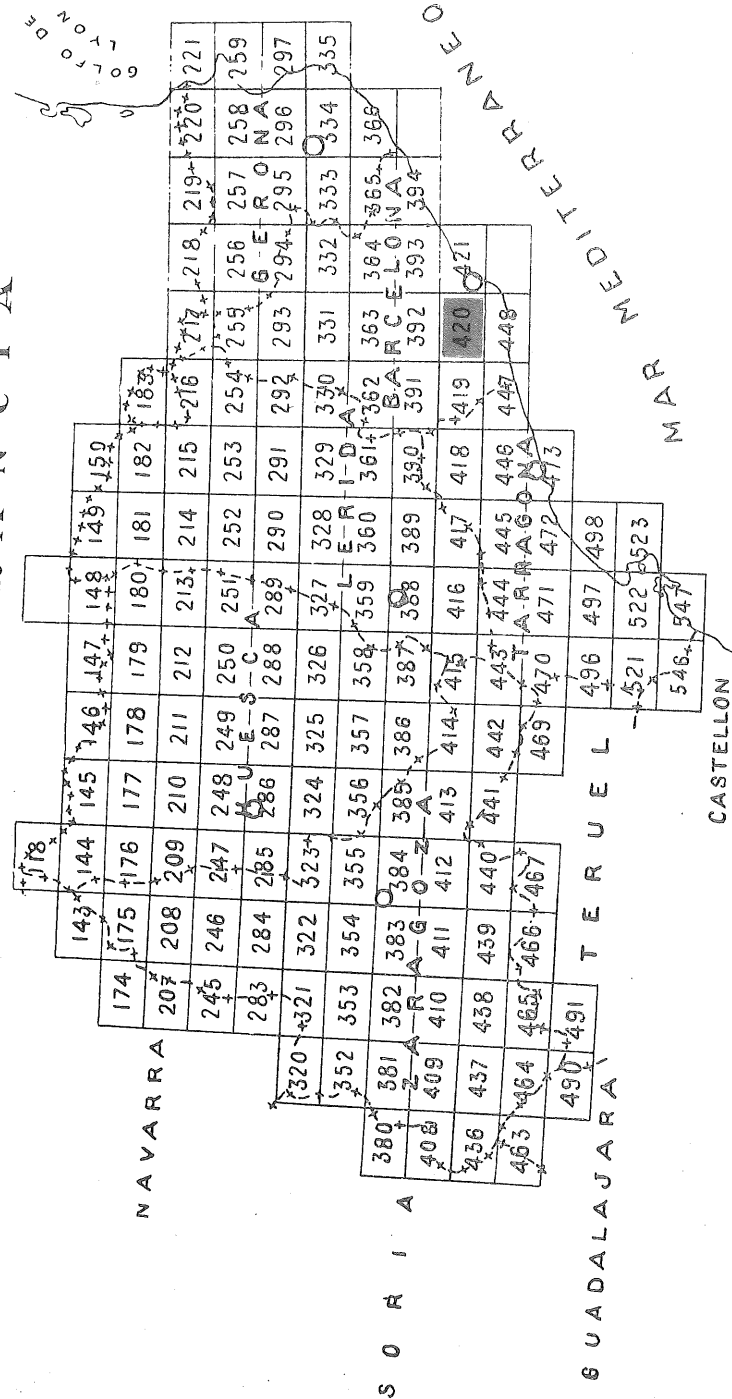 GOLFO DE
LYON
118
143 144 145 146 147 148 149 150
NAVARRA
174 175 176 177 178 179 180 181 182 183
207 208 209 210 211 212 213 214 215 216 217 218 219 220 221
245 246 247 248 249 250 251 252 253 254 255 256 257 258 259
HUESCA
GERONA
283 284 285 286 287 288 289 290 291 292 293 294 295 296 297
320 321 322 323 324 325 326 327 328 329 330 331 332 333 334 335
LERIDA
352 353 354 355 356 357 358 359 360 361 362 363 364 365 366
SORIA
BARCELONA
380 381 382 383 384 385 386 387 388 389 390 391 392 393 394
ZARAGOZA
408 409 410 411 412 413 414 415 416 417 418 419 420 421
436 437 438 439 440 441 442 443 444 445 446 447 448
TARRAGONA
463 464 465 466 467 469 470 471 472 473
490 491 496 497 498
GUADALAJARA
TERUEL
521 522 523
546 547
CASTELLON
MAR MEDITERRANEO